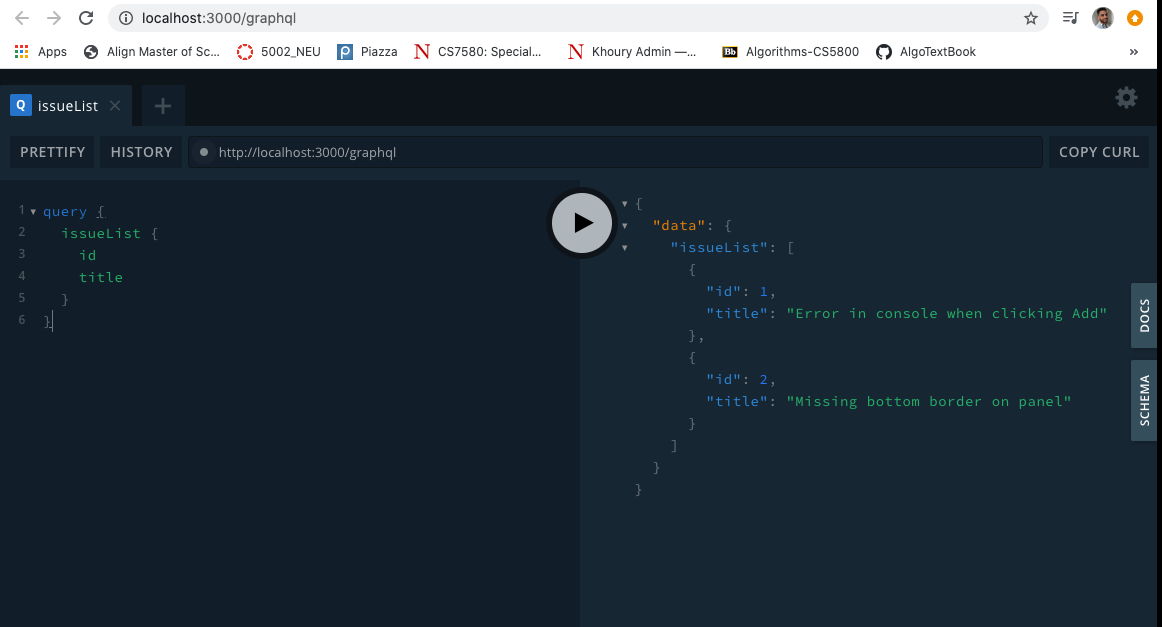 localhost:3000/graphql
Apps Align Master of Sc... 5002_NEU Piazza CS7580: Special... Khoury Admin —... Algorithms-CS5800 AlgoTextBook »
Q issueList
PRETTIFY HISTORY http://localhost:3000/graphql COPY CURL
1 query {
2 issueList {
3 id
4 title
5 }
6 }
{
"data": {
"issueList": [
{
"id": 1,
"title": "Error in console when clicking Add"
},
{
"id": 2,
"title": "Missing bottom border on panel"
}
]
}
}
DOCS
SCHEMA